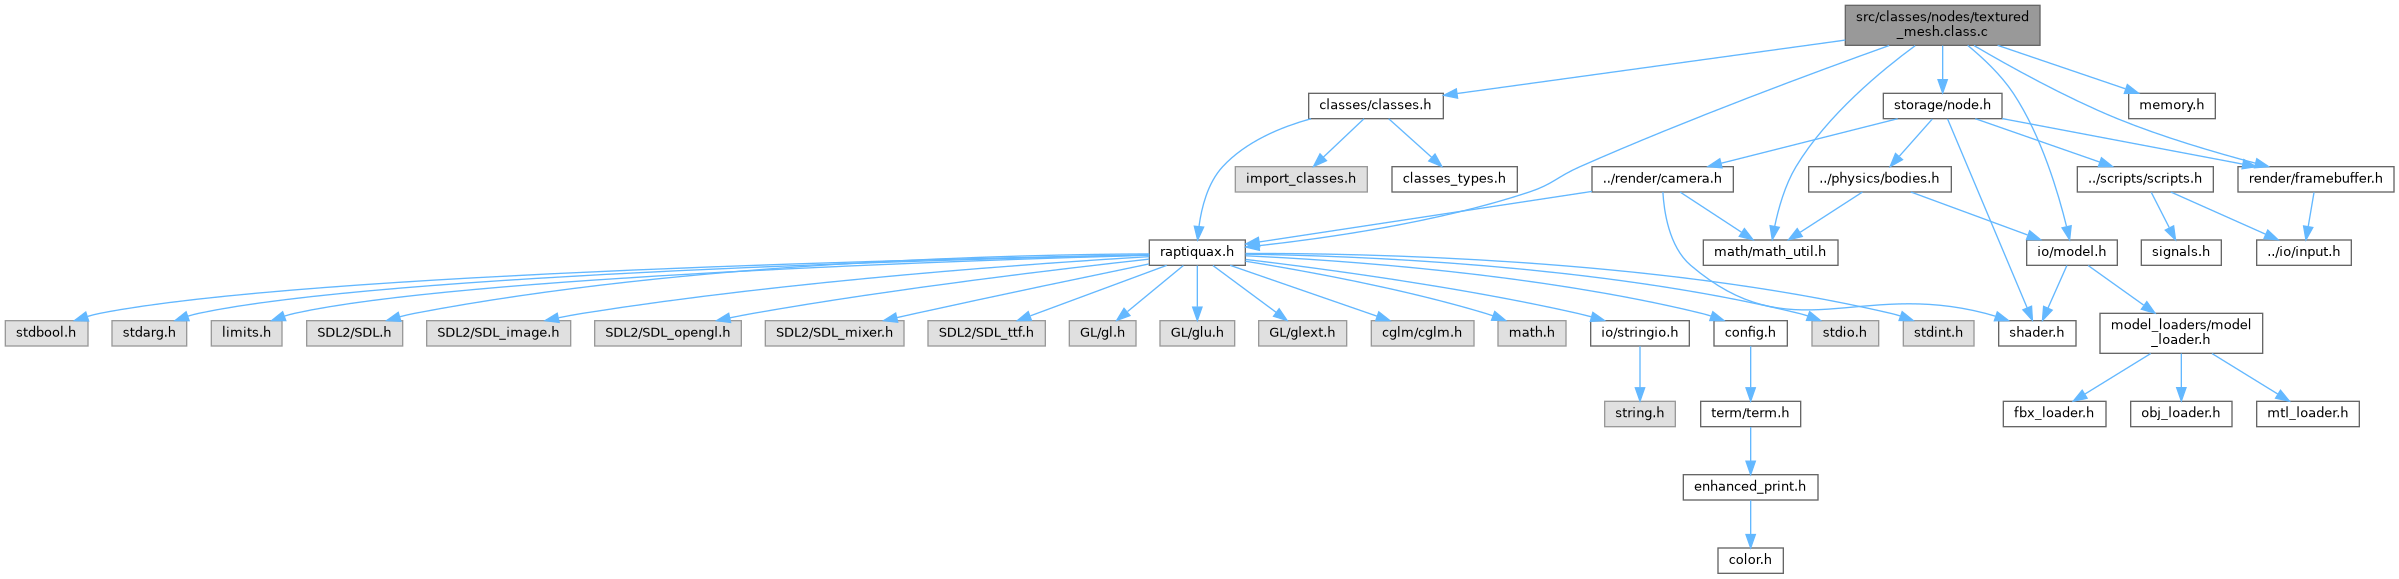 src/classes/nodes/textured
_mesh.class.c
classes/classes.h
storage/node.h
memory.h
import_classes.h
classes_types.h
../render/camera.h
../physics/bodies.h
../scripts/scripts.h
render/framebuffer.h
raptiquax.h
math/math_util.h
io/model.h
signals.h
../io/input.h
stdbool.h
stdarg.h
limits.h
SDL2/SDL.h
SDL2/SDL_image.h
SDL2/SDL_opengl.h
SDL2/SDL_mixer.h
SDL2/SDL_ttf.h
GL/gl.h
GL/glu.h
GL/glext.h
cglm/cglm.h
math.h
io/stringio.h
config.h
stdio.h
stdint.h
shader.h
model_loaders/model
_loader.h
string.h
term/term.h
fbx_loader.h
obj_loader.h
mtl_loader.h
enhanced_print.h
color.h